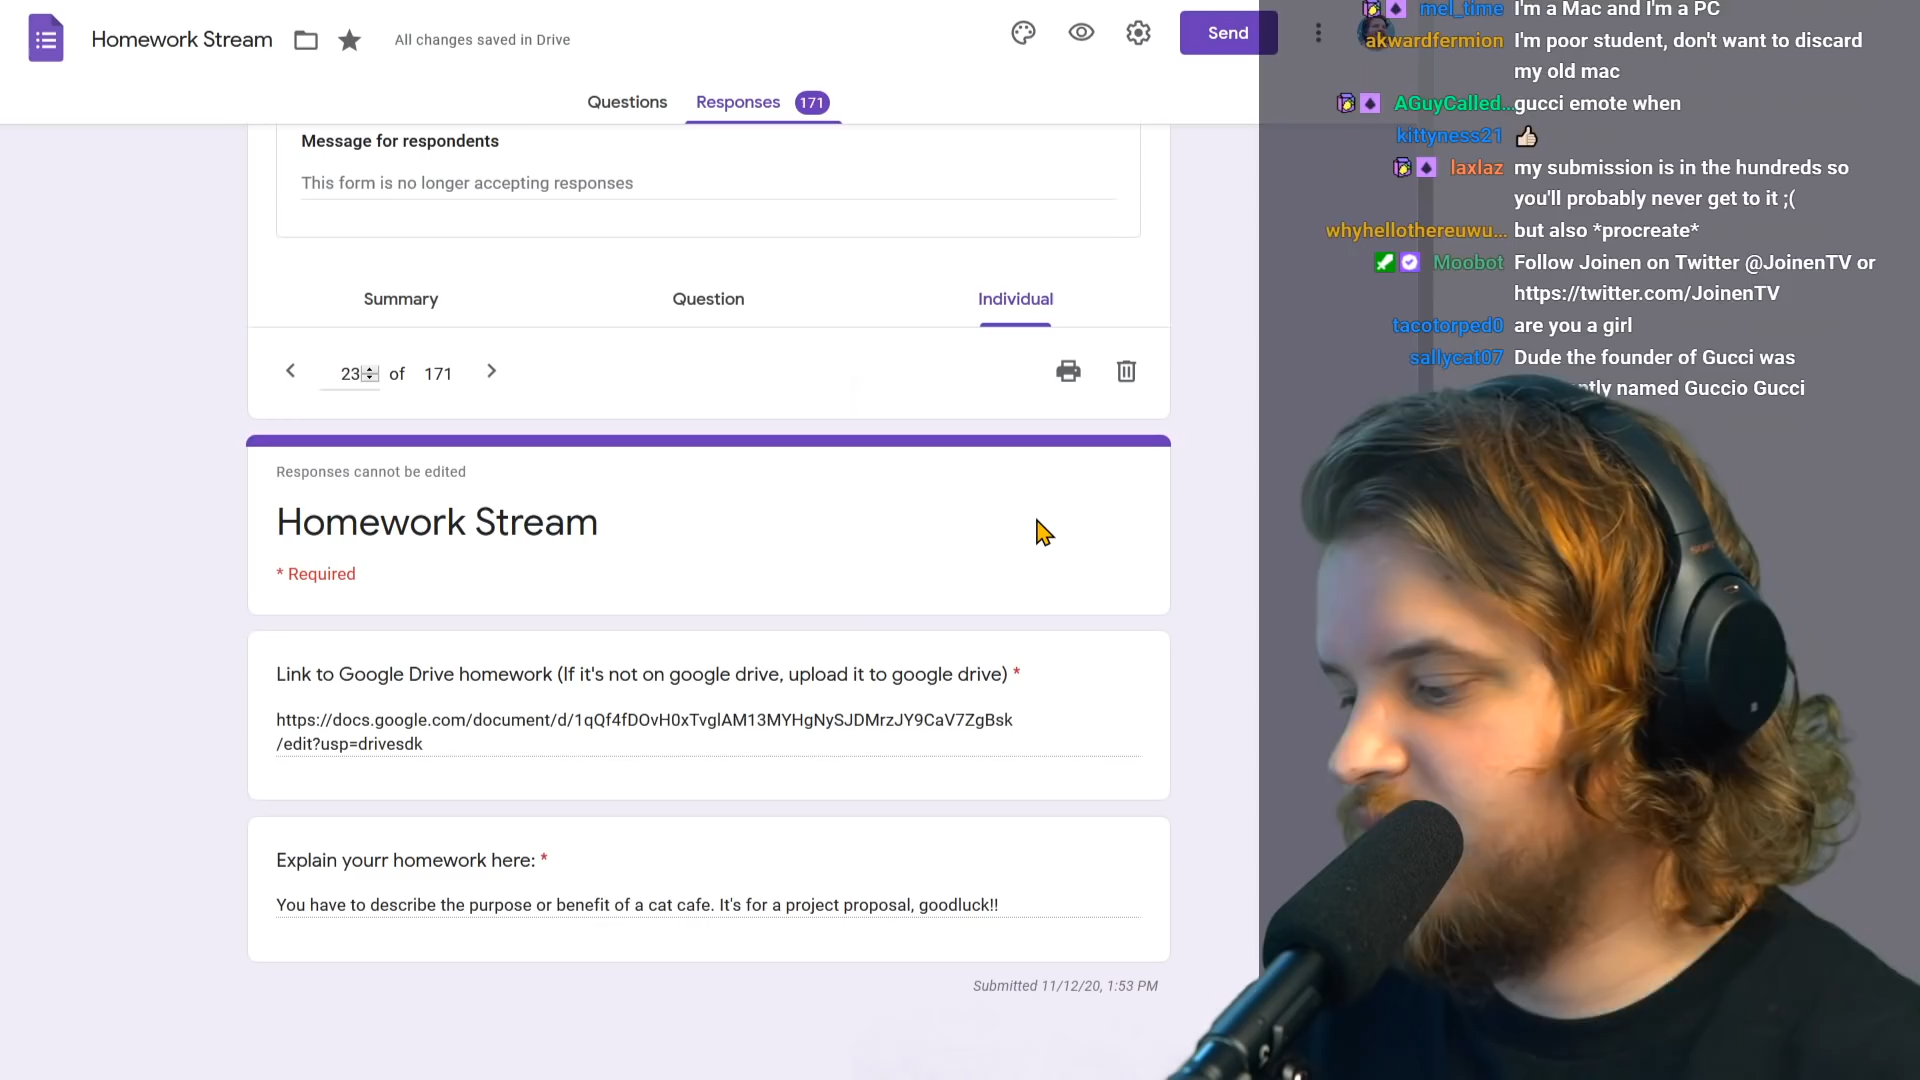 Homework Stream
All changes saved in Drive
Send
Questions
Responses
171
Message for respondents
This form is no longer accepting responses
Summary
Question
Individual
23 of 171
Responses cannot be edited
Homework Stream
* Required
Link to Google Drive homework (If it's not on google drive, upload it to google drive) *
https://docs.google.com/document/d/1qQf4fDOvH0xTvglAM13MYHgNySJDMrzJY9CaV7ZgBsk
/edit?usp=drivesdk
Explain yourr homework here: *
You have to describe the purpose or benefit of a cat cafe. It's for a project proposal, goodluck!!
Submitted 11/12/20, 1:53 PM
mel_time I'm a Mac and I'm a PC
akwardfermion I'm poor student, don't want to discard
my old mac
AGuyCalled... gucci emote when
kittyness21
laxlaz my submission is in the hundreds so
you'll probably never get to it ;(
whyhellothereuwu... but also *procreate*
Moobot Follow Joinen on Twitter @JoinenTV or
https://twitter.com/JoinenTV
tacotorped0 are you a girl
sallycat07 Dude the founder of Gucci was
named Guccio Gucci